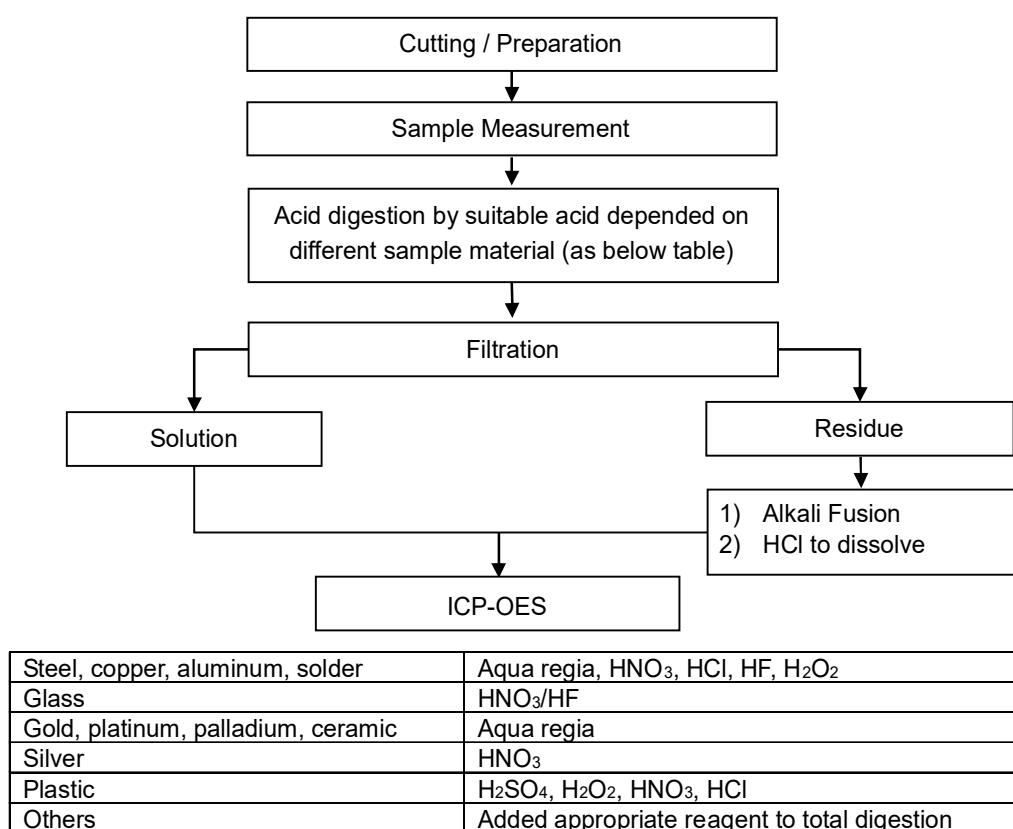 Cutting / Preparation
Sample Measurement
Acid digestion by suitable acid depended on
different sample material (as below table)
Filtration
Solution
Residue
1) Alkali Fusion
2) HCl to dissolve
ICP-OES
Steel, copper, aluminum, solder Aqua regia, HNO₃, HCl, HF, H₂O₂
Glass HNO₃/HF
Gold, platinum, palladium, ceramic Aqua regia
Silver HNO₃
Plastic H₂SO₄, H₂O₂, HNO₃, HCl
Others Added appropriate reagent to total digestion